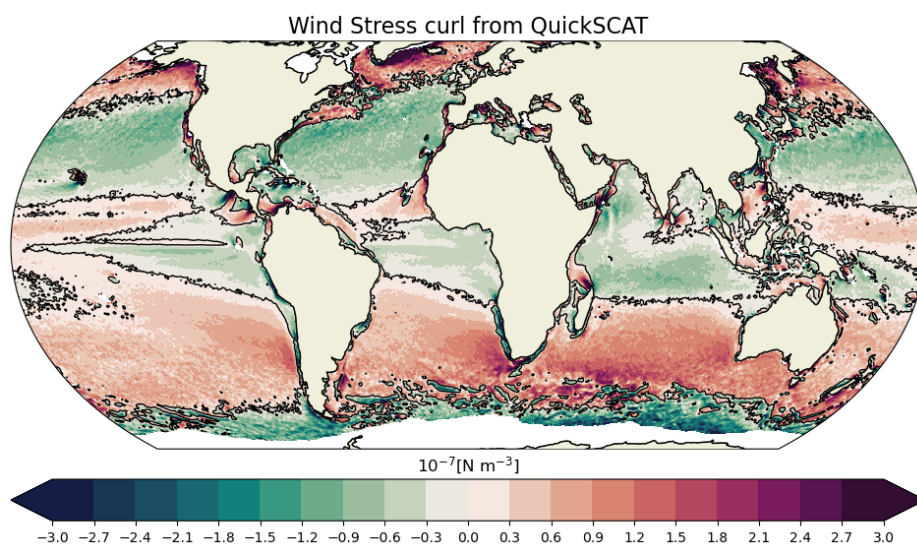 Wind Stress curl from QuickSCAT
10⁻⁷[N m⁻³]
−3.0 −2.7 −2.4 −2.1 −1.8 −1.5 −1.2 −0.9 −0.6 −0.3 0.0 0.3 0.6 0.9 1.2 1.5 1.8 2.1 2.4 2.7 3.0